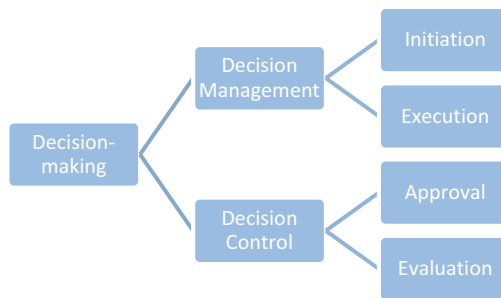 Decision-
making
Decision
Management
Decision
Control
Initiation
Execution
Approval
Evaluation